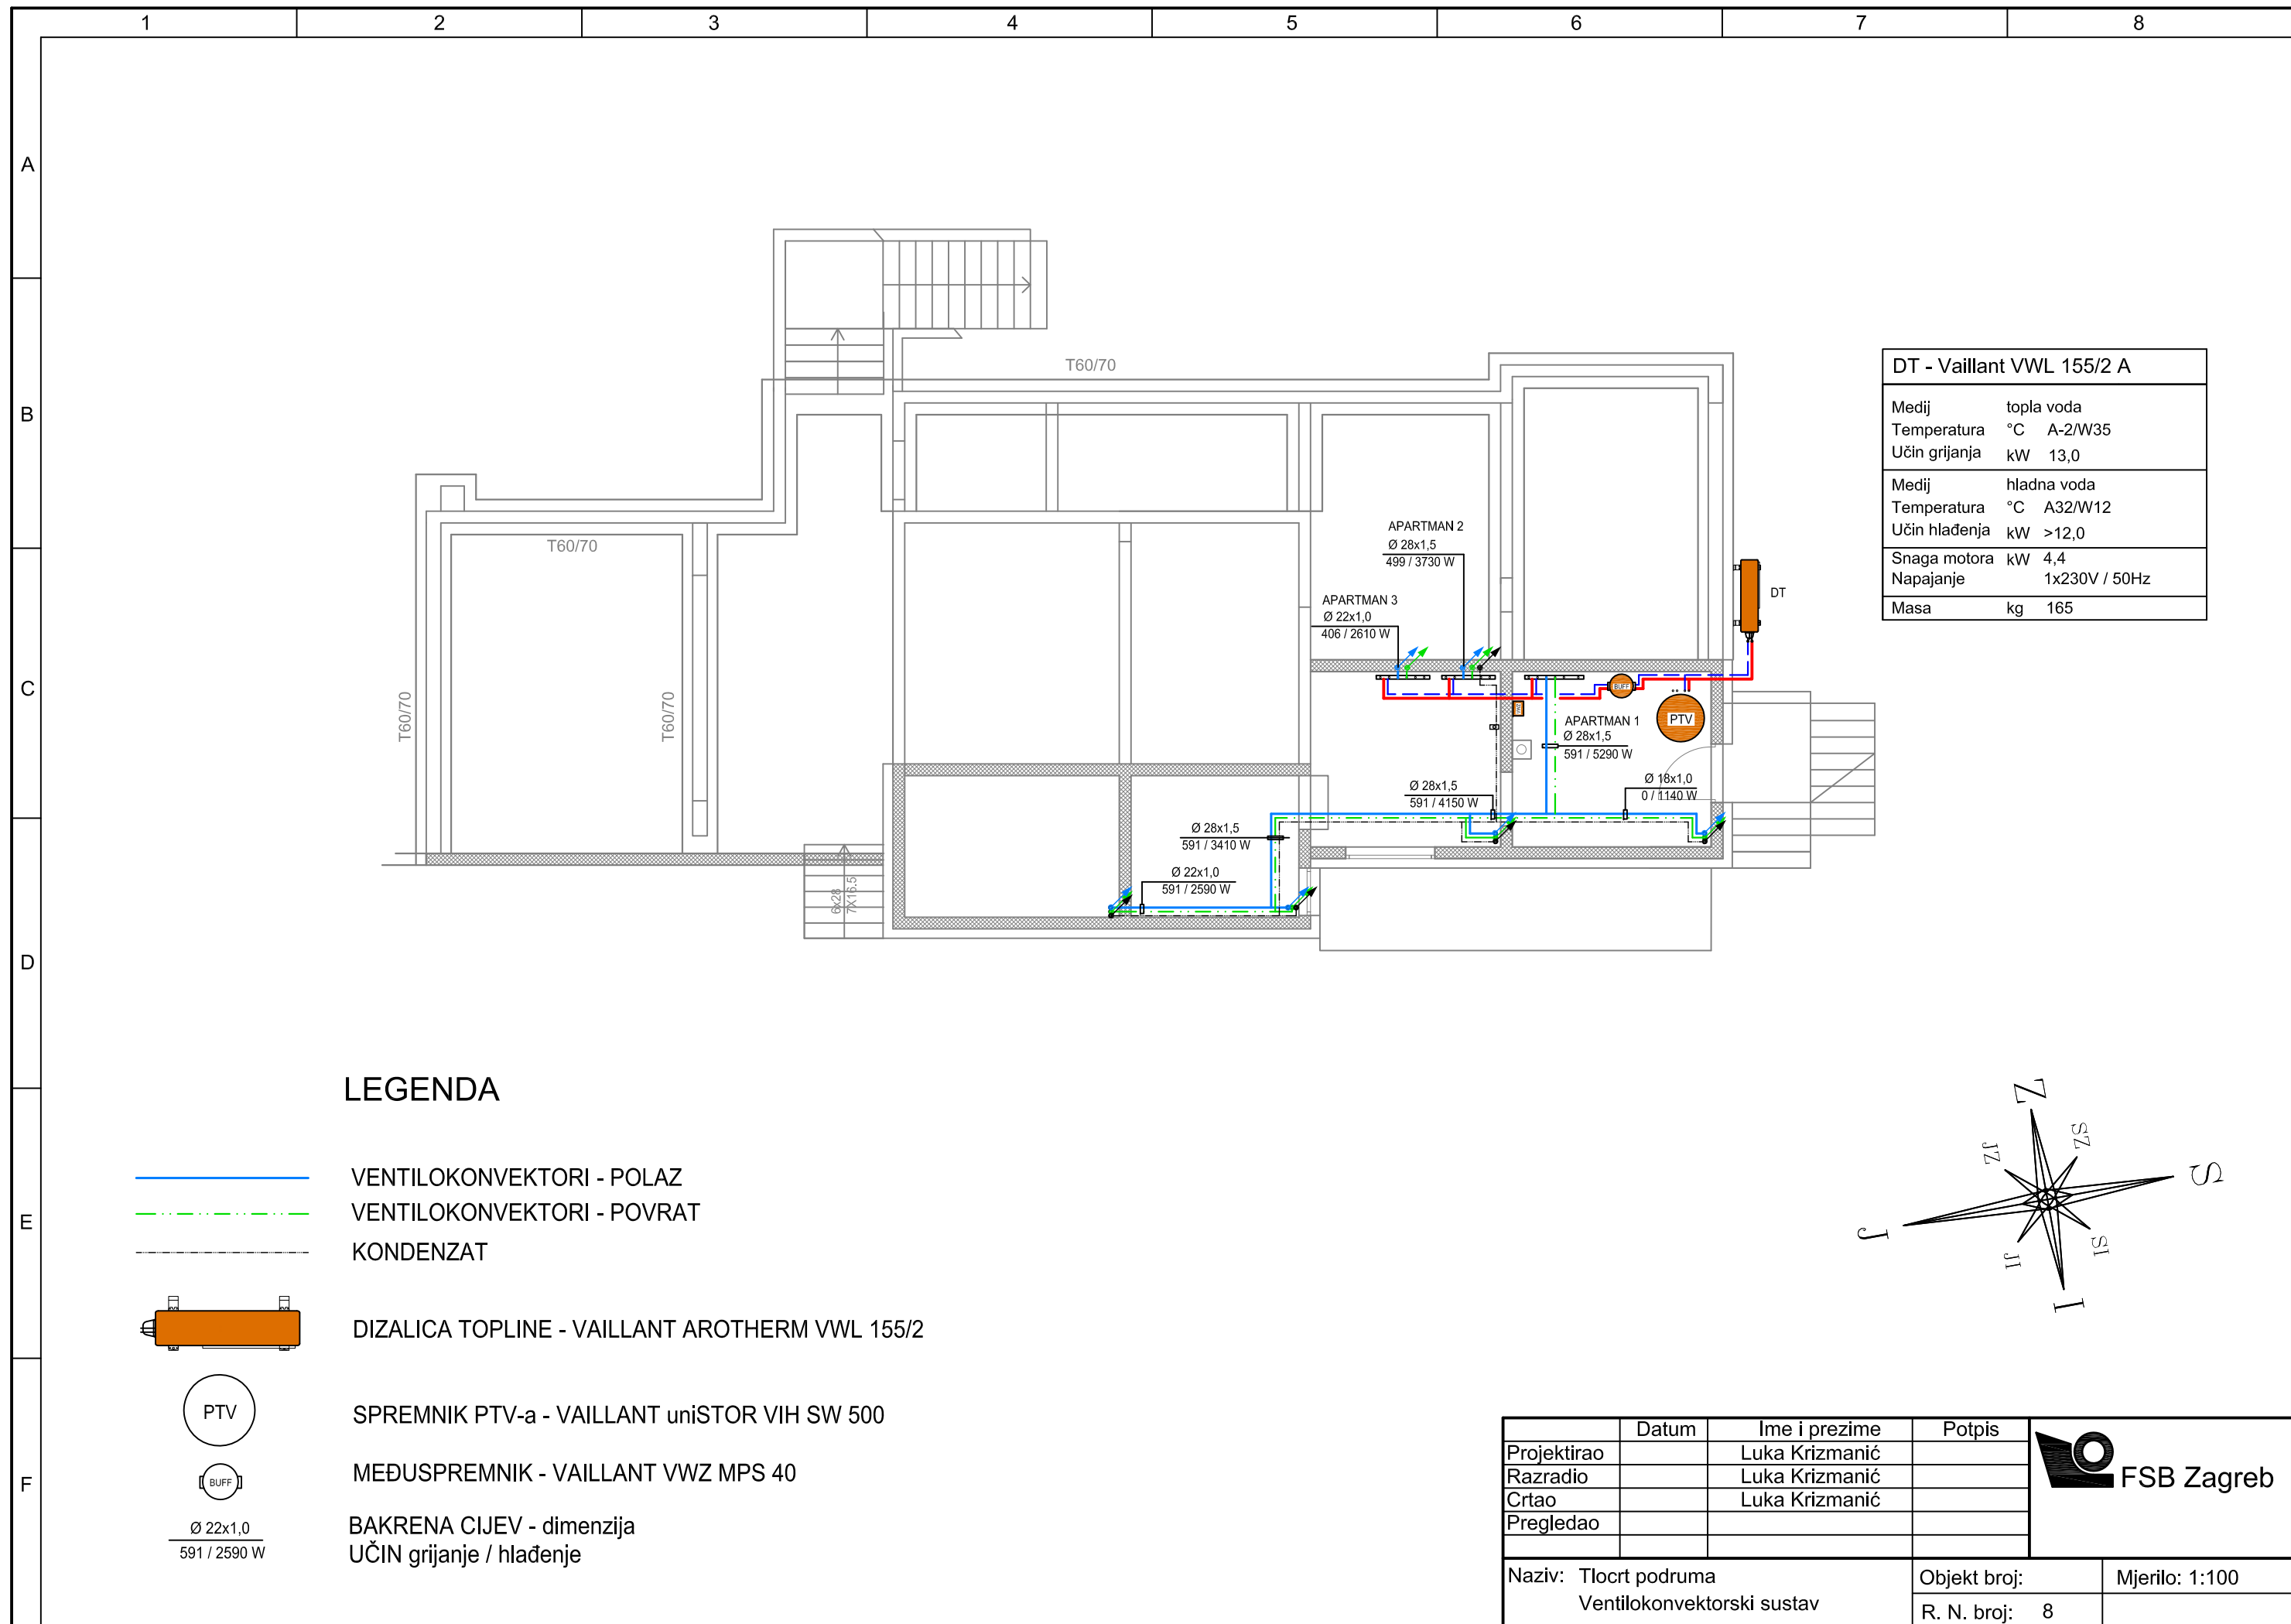 1 2 3 4 5 6 7 8
A
B
C
D
E
F
T60/70
T60/70
T60/70
T60/70
6x28
7X16.5
APARTMAN 2
Ø 28x1,5
499 / 3730 W
APARTMAN 3
Ø 22x1,0
406 / 2610 W
DT
BUFF
PTV
APARTMAN 1
Ø 28x1,5
591 / 5290 W
Ø 18x1,0
0 / 1140 W
Ø 28x1,5
591 / 4150 W
Ø 28x1,5
591 / 3410 W
Ø 22x1,0
591 / 2590 W
DT - Vaillant VWL 155/2 A
Medij topla voda
Temperatura °C A-2/W35
Učin grijanja kW 13,0
Medij hladna voda
Temperatura °C A32/W12
Učin hlađenja kW >12,0
Snaga motora kW 4,4
Napajanje 1x230V / 50Hz
Masa kg 165
LEGENDA
VENTILOKONVEKTORI - POLAZ
VENTILOKONVEKTORI - POVRAT
KONDENZAT
DIZALICA TOPLINE - VAILLANT AROTHERM VWL 155/2
PTV
SPREMNIK PTV-a - VAILLANT uniSTOR VIH SW 500
BUFF
MEĐUSPREMNIK - VAILLANT VWZ MPS 40
Ø 22x1,0
591 / 2590 W
BAKRENA CIJEV - dimenzija
UČIN grijanje / hlađenje
Z
SZ
S
SI
I
JI
J
JZ
Datum Ime i prezime Potpis
Projektirao Luka Krizmanić
Razradio Luka Krizmanić
Crtao Luka Krizmanić
Pregledao
FSB Zagreb
Naziv: Tlocrt podruma
Ventilokonvektorski sustav
Objekt broj:
Mjerilo: 1:100
R. N. broj: 8